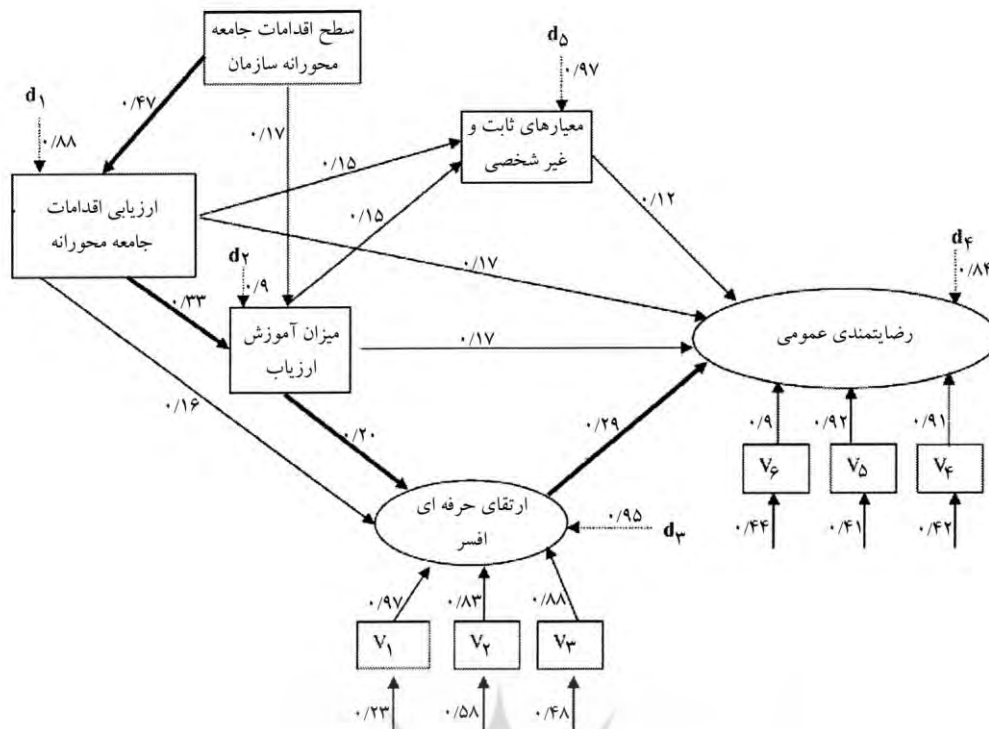 سطح اقدامات جامعه
محورانه سازمان
d۵
۰/۹۷
d۱
۰/۸۸
۰/۴۷
۰/۱۷
معیارهای ثابت و
غیر شخصی
۰/۱۵
۰/۱۵
۰/۱۲
ارزیابی اقدامات
جامعه محورانه
d۲
۰/۹
۰/۱۷
d۴
۰/۸۴
۰/۳۳
میزان آموزش
ارزیاب
۰/۱۷
رضایتمندی عمومی
۰/۱۶
۰/۲۰
۰/۲۹
۰/۹
۰/۹۲
۰/۹۱
V۶
V۵
V۴
۰/۴۴
۰/۴۱
۰/۴۲
ارتقای حرفه ای
افسر
۰/۹۵
d۳
۰/۹۷
۰/۸۳
۰/۸۸
V۱
V۲
V۳
۰/۲۳
۰/۵۸
۰/۴۸